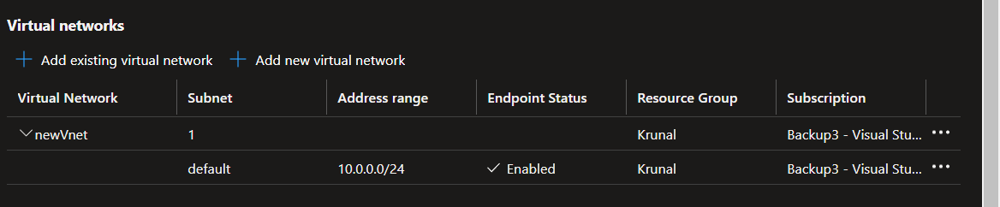 Virtual networks
Add existing virtual network Add new virtual network
Virtual Network Subnet Address range Endpoint Status Resource Group Subscription
newVnet 1 Krunal Backup3 - Visual Stu... •••
default 10.0.0.0/24 Enabled Krunal Backup3 - Visual Stu... •••